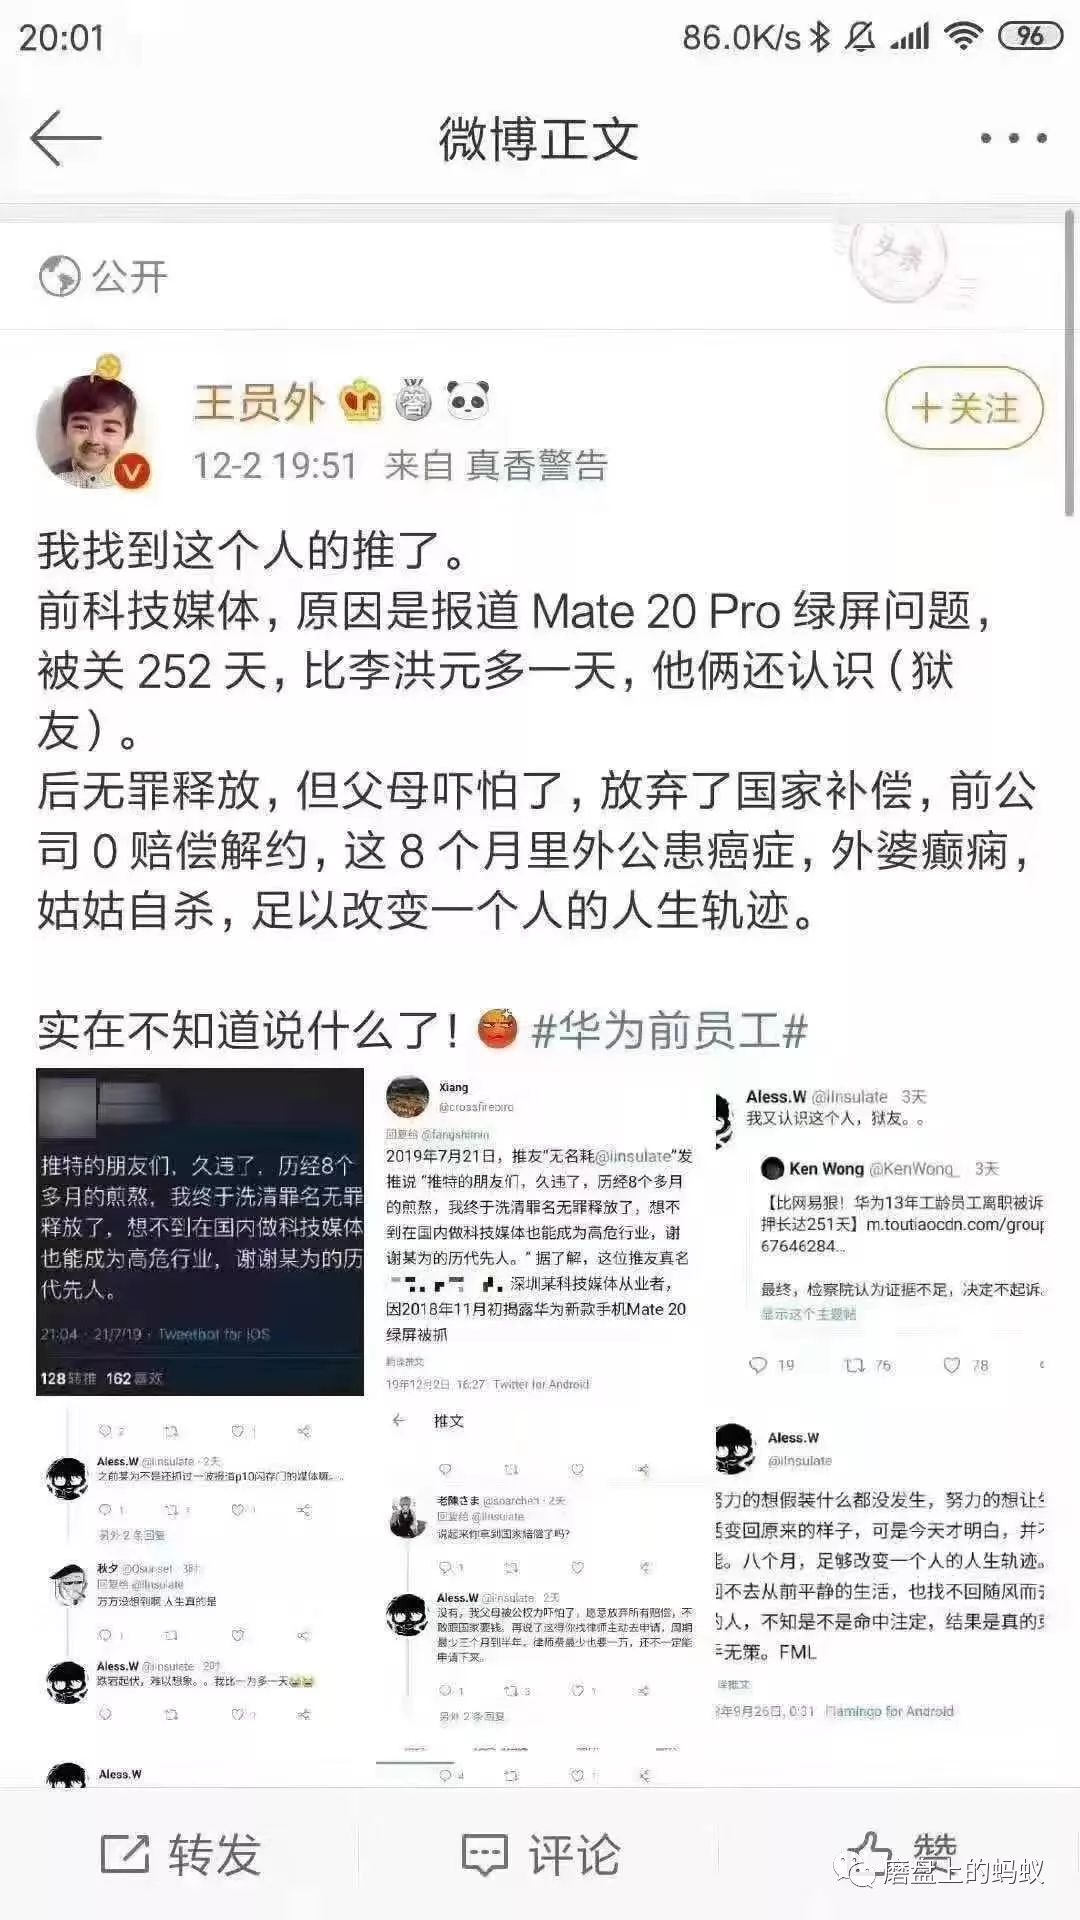 20:01
86.0K/s
96
微博正文
公开
头条
王员外
答
+关注
12-2 19:51 来自 真香警告
我找到这个人的推了。
前科技媒体，原因是报道 Mate 20 Pro 绿屏问题，
被关 252 天，比李洪元多一天，他俩还认识（狱
友）。
后无罪释放，但父母吓怕了，放弃了国家补偿，前公
司 0 赔偿解约，这 8 个月里外公患癌症，外婆癫痫，
姑姑自杀，足以改变一个人的人生轨迹。
实在不知道说什么了！ #华为前员工#
推特的朋友们，久违了，历经8个
多月的煎熬，我终于洗清罪名无罪
释放了，想不到在国内做科技媒体
也能成为高危行业，谢谢某为的历
代先人。
21:04 · 21/7/19 · Tweetbot for iOS
128 转推 162 喜欢
Xiang
@crossfirebiro
回复给 @fangshimin
2019年7月21日，推友“无名耗@iinsulate”发
推说 “推特的朋友们，久违了，历经8个多月
的煎熬，我终于洗清罪名无罪释放了，想不
到在国内做科技媒体也能成为高危行业，谢
谢某为的历代先人。” 据了解，这位推友真名
，深圳某科技媒体从业者，
因2018年11月初揭露华为新款手机Mate 20
绿屏被抓
翻译推文
19年12月2日, 16:27 Twitter for Android
Aless.W @iInsulate 3天
我又认识这个人，狱友。。
Ken Wong @KenWong_ 3天
【比网易狠！华为13年工龄员工离职被诉
押长达251天】m.toutiaocdn.com/group
67646284...
最终，检察院认为证据不足，决定不起诉.
显示这个主题帖
19 76 78
2 1
Aless.W @iInsulate · 2天
之前某为不是还抓过一波报道p10闪存门的媒体嘛。..
另外 2 条回复
秋夕
回复给 @iInsulate
万万没想到啊 人生真的是
Aless.W @iInsulate
跌宕起伏，难以想象。。我比一为多一天
Aless.W
推文
老陳さま · 2天
回复给 @iInsulate
说起来你拿到国家赔偿了吗?
Aless.W @iInsulate 2天
没有，我父母被公权力吓怕了，愿意放弃所有赔偿，不
敢跟国家要钱。再说了这得你找律师主动去申请，周期
最少三个月到半年，律师费最少也要一万，还不一定能
申请下来。
1 3 1
另外 2 条回复
4 1
Aless.W
@iInsulate
努力的想假装什么都没发生，努力的想让生
活变回原来的样子，可是今天才明白，并不
能。八个月，足够改变一个人的人生轨迹。
回不去从前平静的生活，也找不回随风而去
的人，不知是不是命中注定，结果是真的束
手无策。FML
译推文
9年9月26日, 0:31 Flamingo for Android
转发
评论
赞
磨盘上的蚂蚁